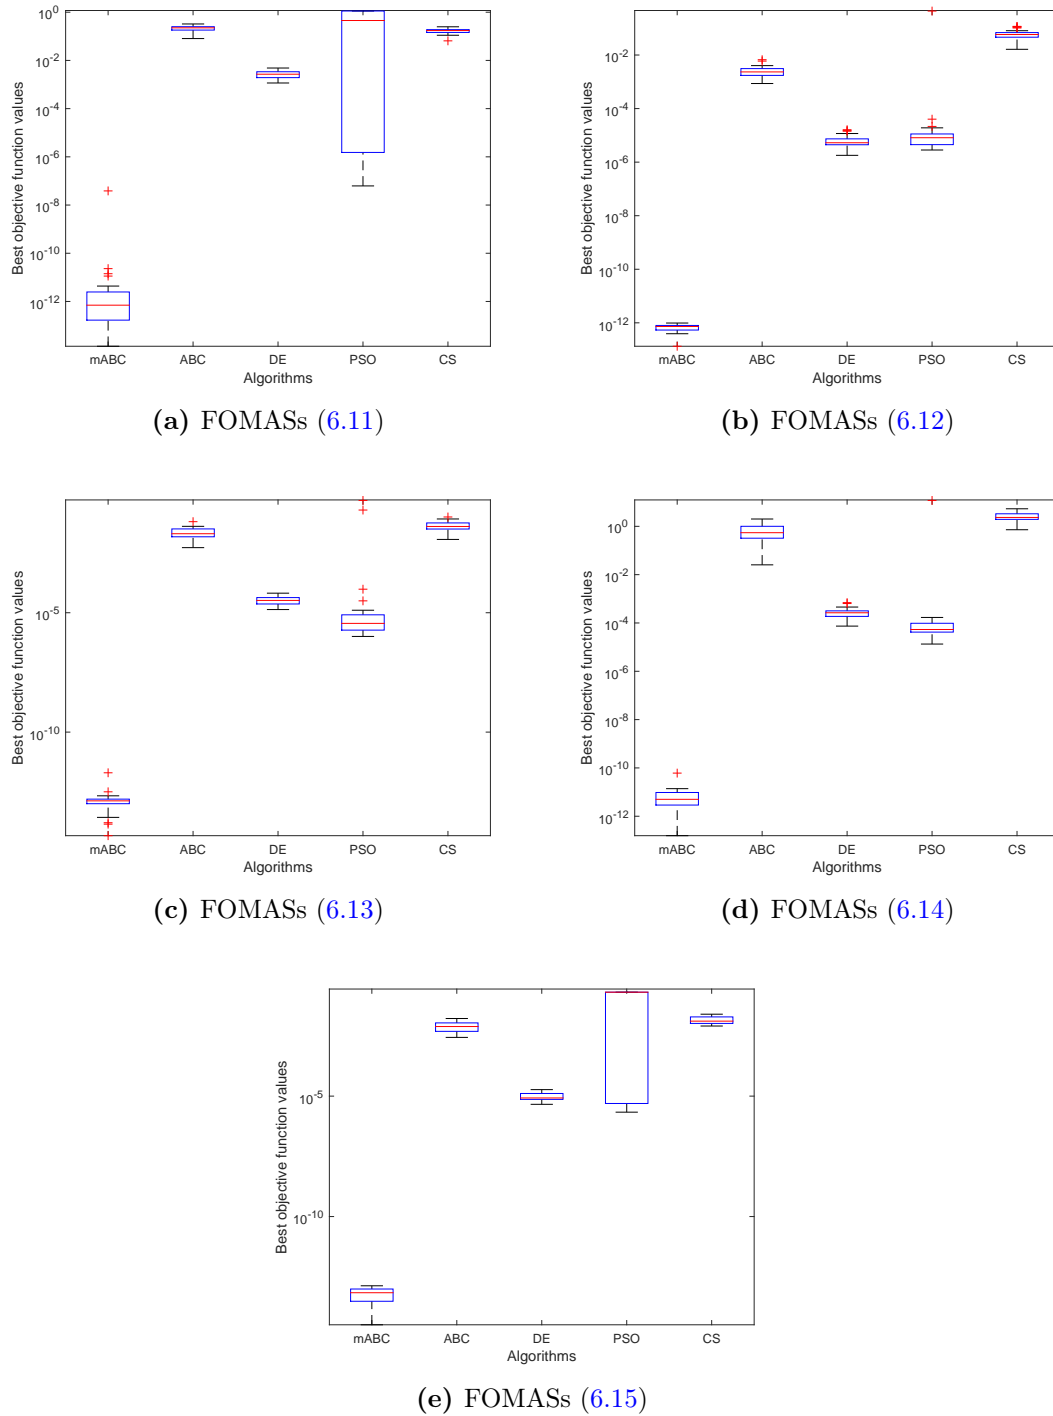 Best objective function values
10^0
10^-2
10^-4
10^-6
10^-8
10^-10
10^-12
mABC ABC DE PSO CS
Algorithms
(a) FOMASs (6.11)
Best objective function values
10^-2
10^-4
10^-6
10^-8
10^-10
10^-12
mABC ABC DE PSO CS
Algorithms
(b) FOMASs (6.12)
Best objective function values
10^-5
10^-10
mABC ABC DE PSO CS
Algorithms
(c) FOMASs (6.13)
Best objective function values
10^0
10^-2
10^-4
10^-6
10^-8
10^-10
10^-12
mABC ABC DE PSO CS
Algorithms
(d) FOMASs (6.14)
Best objective function values
10^-5
10^-10
mABC ABC DE PSO CS
Algorithms
(e) FOMASs (6.15)